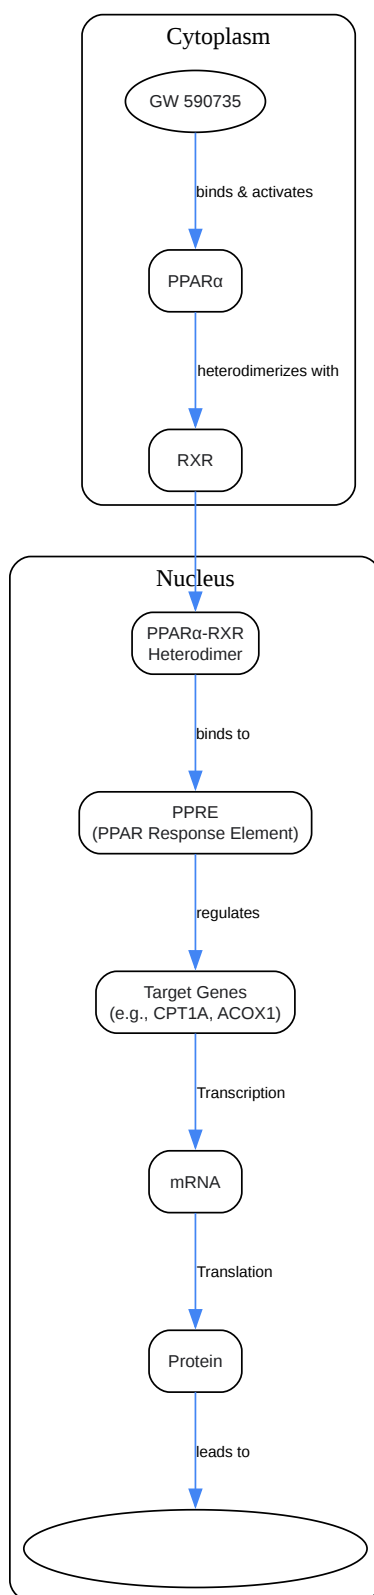 Cytoplasm
GW 590735
binds & activates
PPARα
heterodimerizes with
RXR
Nucleus
PPARα-RXR
Heterodimer
binds to
PPRE
(PPAR Response Element)
regulates
Target Genes
(e.g., CPT1A, ACOX1)
Transcription
mRNA
Translation
Protein
leads to